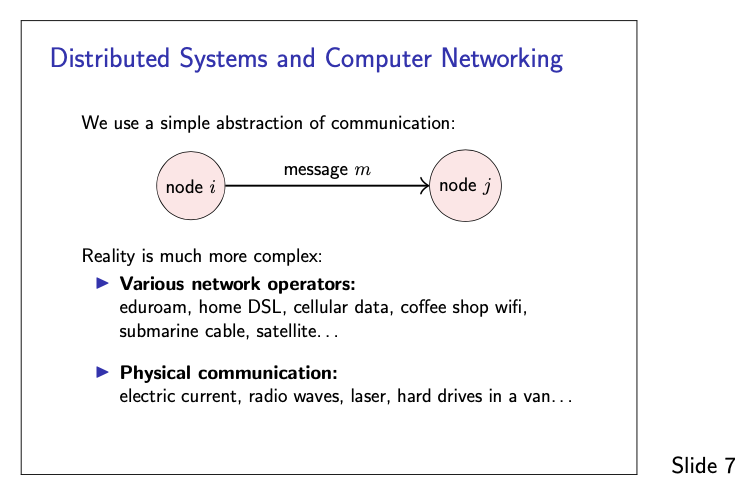 Distributed Systems and Computer Networking
We use a simple abstraction of communication:
message m
node i
node j
Reality is much more complex:
▶ Various network operators:
eduroam, home DSL, cellular data, coffee shop wifi,
submarine cable, satellite...
▶ Physical communication:
electric current, radio waves, laser, hard drives in a van...
Slide 7